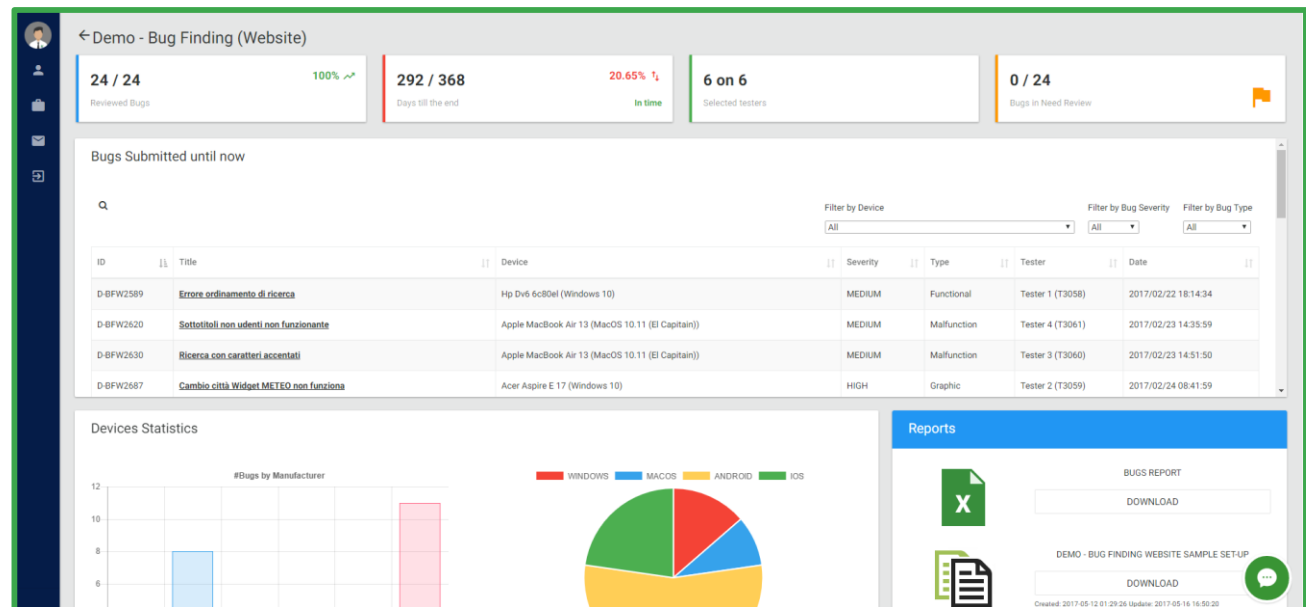 Demo - Bug Finding (Website)
24 / 24 100%
Reviewed Bugs
292 / 368 20.65%
Days till the end In time
6 on 6
Selected testers
0 / 24
Bugs in Need Review
Bugs Submitted until now
Filter by Device Filter by Bug Severity Filter by Bug Type
All All All
ID Title Device Severity Type Tester Date
D-BFW2589 Errore ordinamento di ricerca Hp Dv6 6c80el (Windows 10) MEDIUM Functional Tester 1 (T3058) 2017/02/22 18:14:34
D-BFW2620 Sottotitoli non udenti non funzionante Apple MacBook Air 13 (MacOS 10.11 (El Capitain)) MEDIUM Malfunction Tester 4 (T3061) 2017/02/23 14:35:59
D-BFW2630 Ricerca con caratteri accentati Apple MacBook Air 13 (MacOS 10.11 (El Capitain)) MEDIUM Malfunction Tester 3 (T3060) 2017/02/23 14:51:50
D-BFW2687 Cambio città Widget METEO non funziona Acer Aspire E 17 (Windows 10) HIGH Graphic Tester 2 (T3059) 2017/02/24 08:41:59
Devices Statistics
#Bugs by Manufacturer
12
10
8
6
WINDOWS MACOS ANDROID IOS
Reports
X
BUGS REPORT
DOWNLOAD
DEMO - BUG FINDING WEBSITE SAMPLE SET-UP
DOWNLOAD
Created: 2017-05-12 01:29:26 Update: 2017-05-16 16:50:20